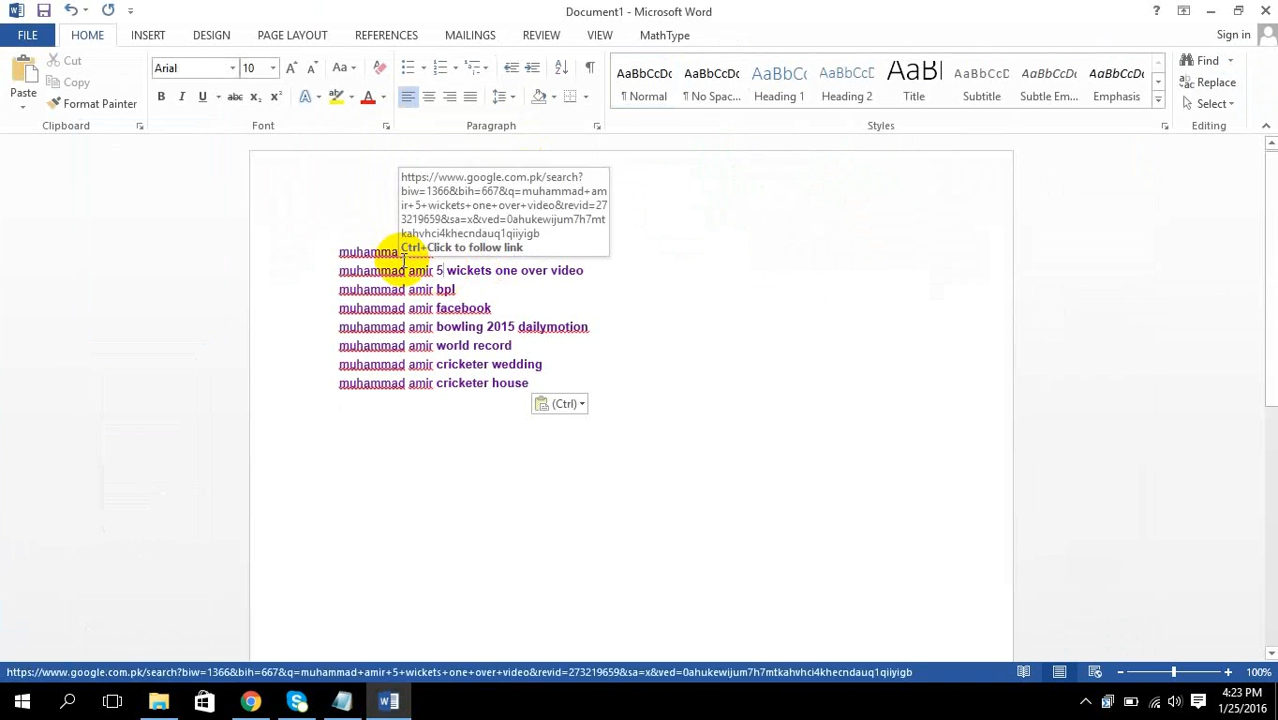 Document1 - Microsoft Word
?
FILE HOME INSERT DESIGN PAGE LAYOUT REFERENCES MAILINGS REVIEW VIEW MathType Sign in
Paste
Cut
Copy
Format Painter
Arial 10 Aa
B I U abc x₂ x² A A
AaBbCcDc AaBbCcDc AaBbCc AaBbCcD AaBI AaBbCcD AaBbCcDc AaBbCcDc
¶ Normal ¶ No Spac... Heading 1 Heading 2 Title Subtitle Subtle Em... Emphasis
Find
Replace
Select
Clipboard Font Paragraph Styles Editing
https://www.google.com.pk/search?
biw=1366&bih=667&q=muhammad+am
ir+5+wickets+one+over+video&revid=27
3219659&sa=x&ved=0ahukewijum7h7mt
kahvhci4khecndauq1qiiyigb
Ctrl+Click to follow link
muhamma
muhammad amir 5 wickets one over video
muhammad amir bpl
muhammad amir facebook
muhammad amir bowling 2015 dailymotion
muhammad amir world record
muhammad amir cricketer wedding
muhammad amir cricketer house
(Ctrl)
https://www.google.com.pk/search?biw=1366&bih=667&q=muhammad+amir+5+wickets+one+over+video&revid=273219659&sa=x&ved=0ahukewijum7h7mtkahvhci4khecndauq1qiiyigb
100%
4:23 PM
1/25/2016